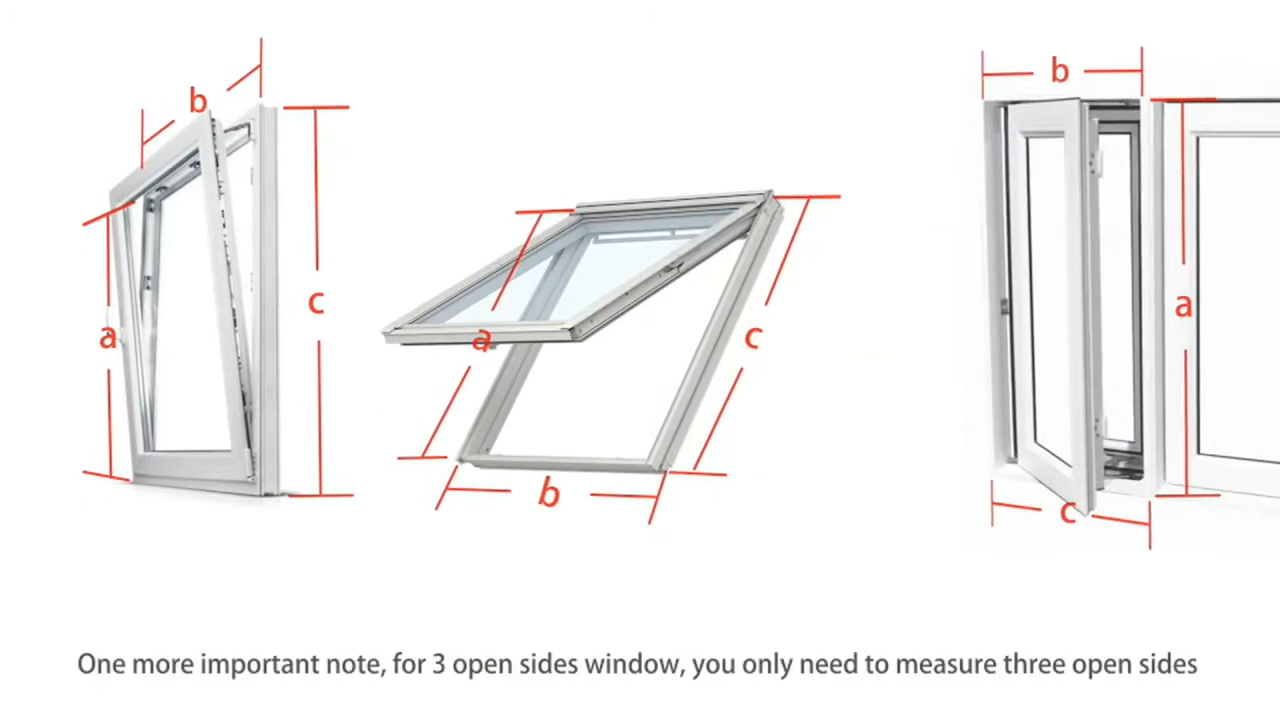 b
a
c
a
b
c
b
a
c
One more important note, for 3 open sides window, you only need to measure three open sides